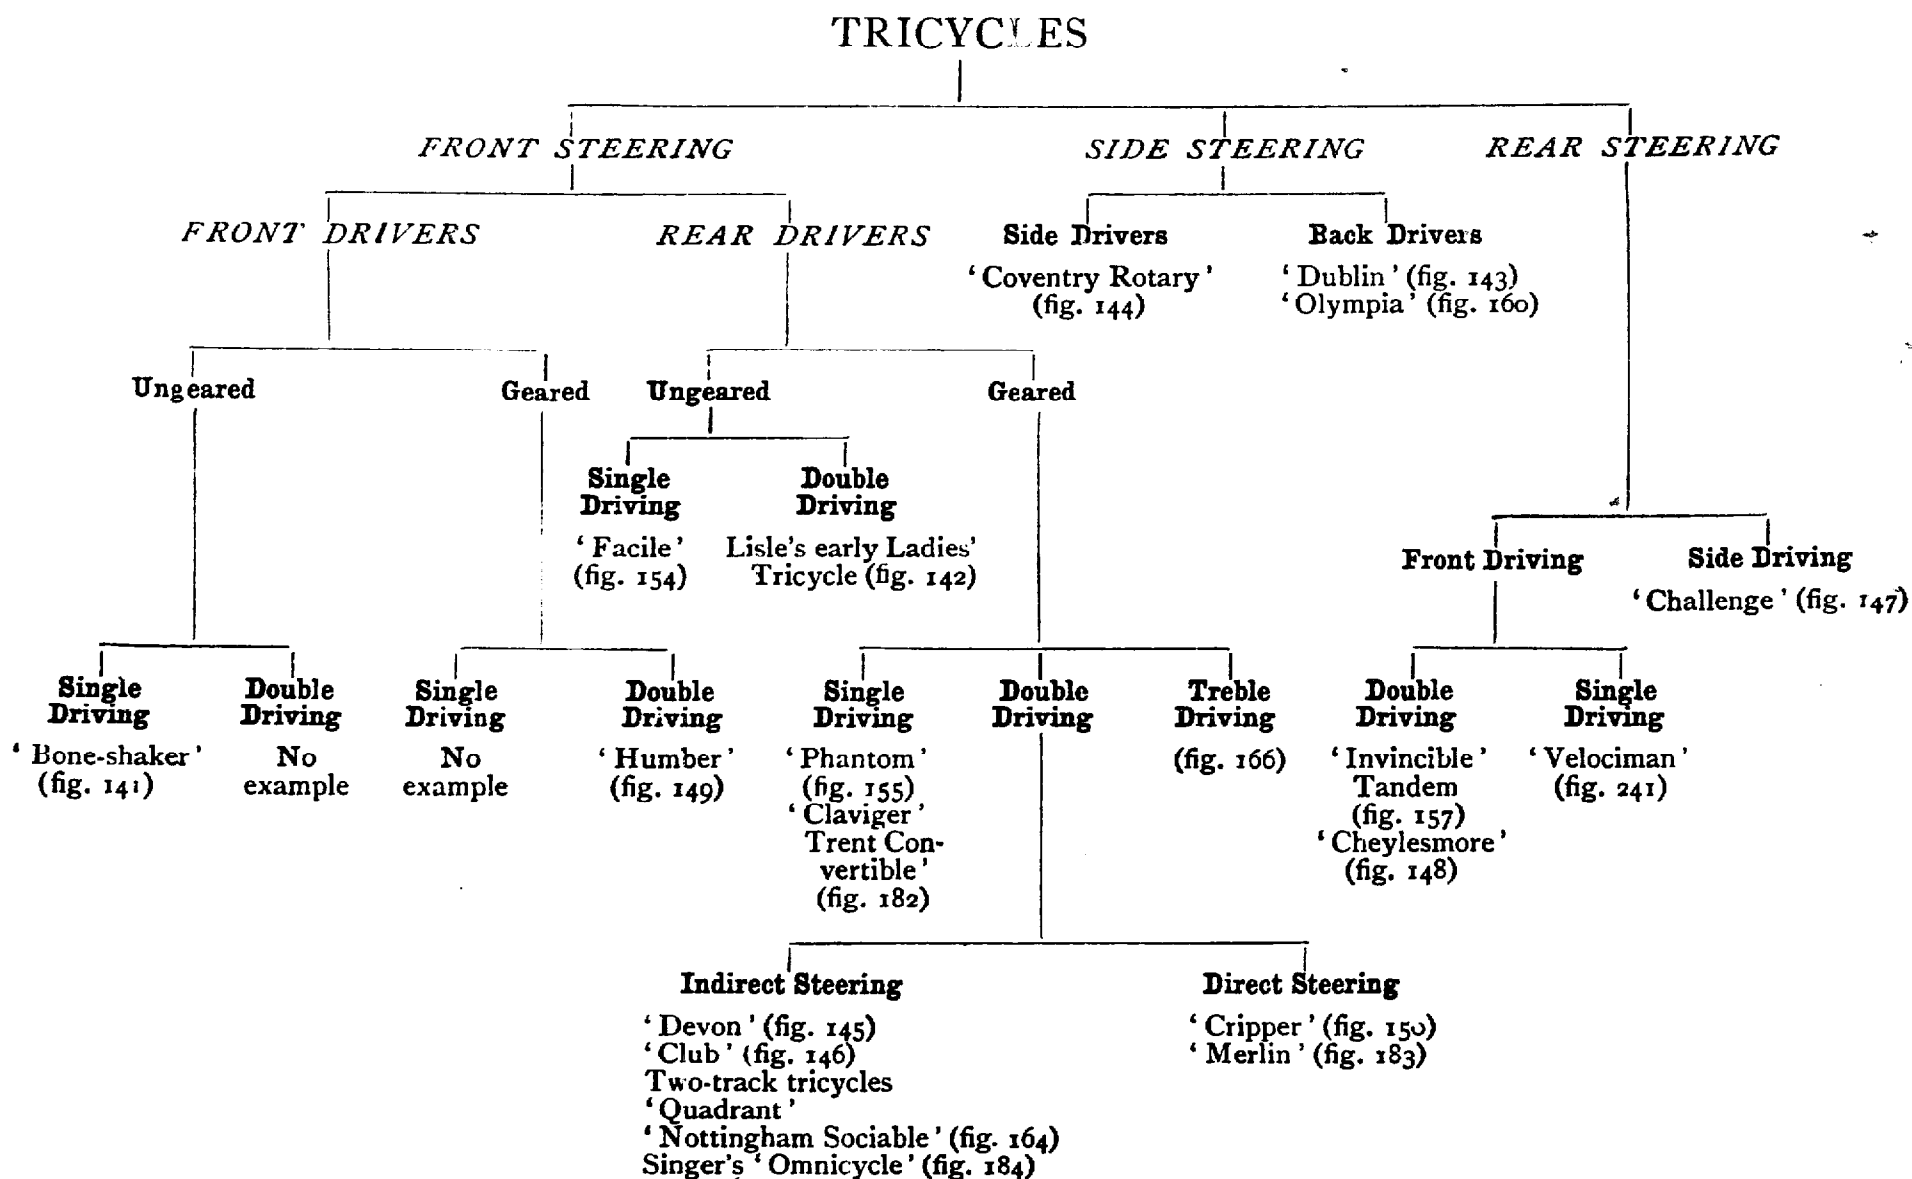 TRICYCLES
FRONT STEERING
SIDE STEERING
REAR STEERING
FRONT DRIVERS
REAR DRIVERS
Side Drivers
‘Coventry Rotary’
(fig. 144)
Back Drivers
‘Dublin’ (fig. 143)
‘Olympia’ (fig. 160)
Ungeared
Geared
Ungeared
Geared
Single
Driving
‘Facile’
(fig. 154)
Double
Driving
Lisle's early Ladies'
Tricycle (fig. 142)
Front Driving
Side Driving
‘Challenge’ (fig. 147)
Single
Driving
‘Bone-shaker’
(fig. 141)
Double
Driving
No
example
Single
Driving
No
example
Double
Driving
‘Humber’
(fig. 149)
Single
Driving
‘Phantom’
(fig. 155)
‘Claviger’
Trent Con-
vertible’
(fig. 182)
Double
Driving
Treble
Driving
(fig. 166)
Double
Driving
‘Invincible’
Tandem
(fig. 157)
‘Cheylesmore’
(fig. 148)
Single
Driving
‘Velociman’
(fig. 241)
Indirect Steering
‘Devon’ (fig. 145)
‘Club’ (fig. 146)
Two-track tricycles
‘Quadrant’
‘Nottingham Sociable’ (fig. 164)
Singer's ‘Omnicycle’ (fig. 184)
Direct Steering
‘Cripper’ (fig. 150)
‘Merlin’ (fig. 183)